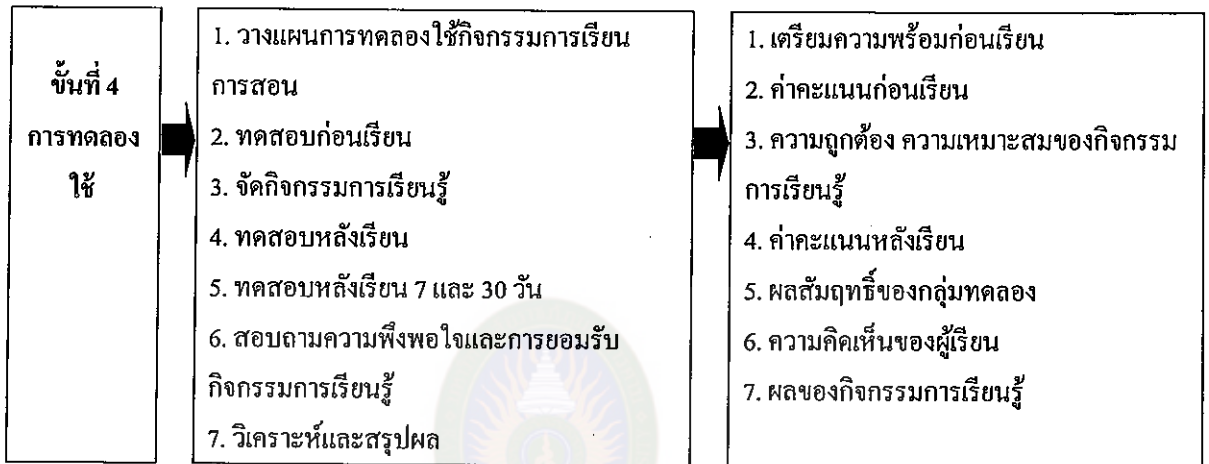 ขั้นที่ 4
การทดลอง
ใช้
1. วางแผนการทดลองใช้กิจกรรมการเรียน
การสอน
2. ทดสอบก่อนเรียน
3. จัดกิจกรรมการเรียนรู้
4. ทดสอบหลังเรียน
5. ทดสอบหลังเรียน 7 และ 30 วัน
6. สอบถามความพึงพอใจและการยอมรับ
กิจกรรมการเรียนรู้
7. วิเคราะห์และสรุปผล
1. เตรียมความพร้อมก่อนเรียน
2. ค่าคะแนนก่อนเรียน
3. ความถูกต้อง ความเหมาะสมของกิจกรรม
การเรียนรู้
4. ค่าคะแนนหลังเรียน
5. ผลสัมฤทธิ์ของกลุ่มทดลอง
6. ความคิดเห็นของผู้เรียน
7. ผลของกิจกรรมการเรียนรู้